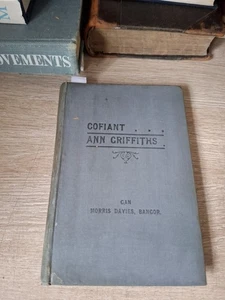 OVEMENTS
COFIANT . . .
ANN GRIFFITHS
GAN
MORRIS DAVIES, BANGOR.